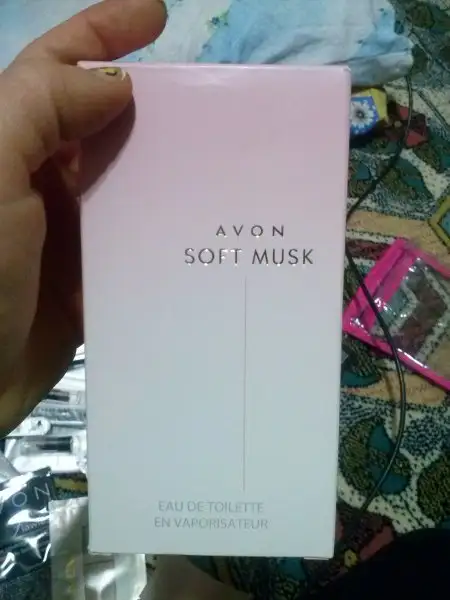 AVON
SOFT MUSK
EAU DE TOILETTE
EN VAPORISATEUR